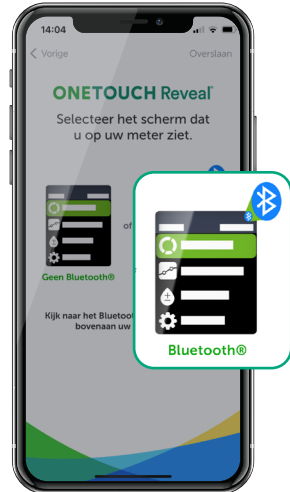 14:04
Vorige Overslaan
ONETOUCH Reveal®
Selecteer het scherm dat
u op uw meter ziet.
of
Geen Bluetooth®
Bluetooth®
Kijk naar het
bovenaan uw